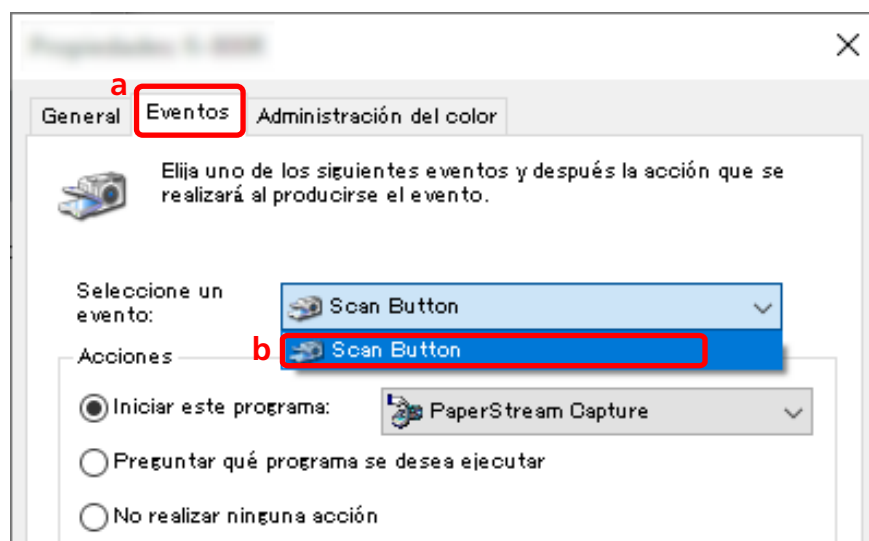 a
General
Eventos
Administración del color
Elija uno de los siguientes eventos y después la acción que se
realizará al producirse el evento.
Seleccione un
evento:
Scan Button
b
Scan Button
Acciones
Iniciar este programa:
PaperStream Capture
Preguntar qué programa se desea ejecutar
No realizar ninguna acción